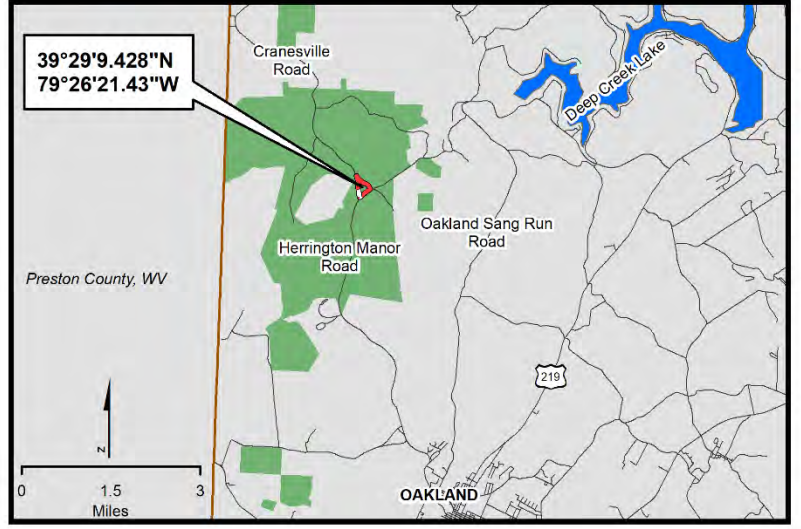 39°29'9.428"N
79°26'21.43"W
Cranesville
Road
Deep Creek Lake
Oakland Sang Run
Road
Herrington Manor
Road
Preston County, WV
219
N
0 1.5 3
Miles
OAKLAND